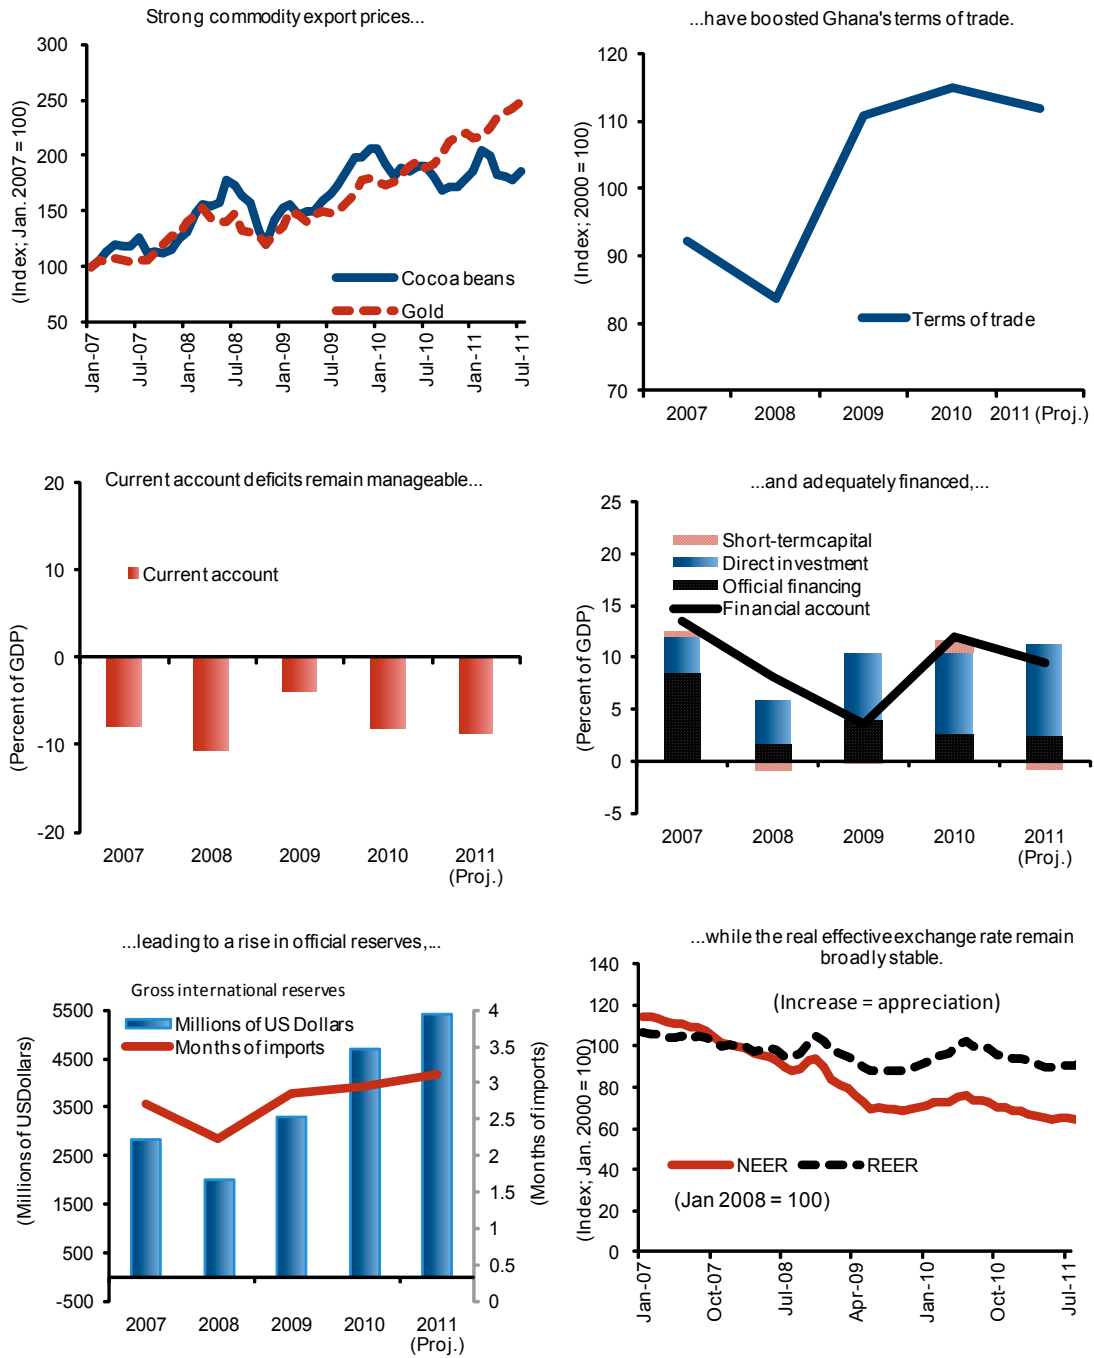 Strong commodity export prices...
(Index; Jan. 2007 = 100)
300
250
200
150
100
50
Cocoa beans
Gold
Jan-07
Jul-07
Jan-08
Jul-08
Jan-09
Jul-09
Jan-10
Jul-10
Jan-11
Jul-11
...have boosted Ghana's terms of trade.
(Index; 2000 = 100)
120
110
100
90
80
70
Terms of trade
2007 2008 2009 2010 2011 (Proj.)
Current account deficits remain manageable...
(Percent of GDP)
20
10
0
-10
-20
Current account
2007 2008 2009 2010 2011
(Proj.)
...and adequately financed,...
(Percent of GDP)
25
20
15
10
5
0
-5
Short-term capital
Direct investment
Official financing
Financial account
2007 2008 2009 2010 2011
(Proj.)
...leading to a rise in official reserves,...
Gross international reserves
(Millions of USDollars)
5500
4500
3500
2500
1500
500
-500
Millions of US Dollars
Months of imports
4
3.5
3
2.5
2
1.5
1
0.5
0
(Months of imports)
2007 2008 2009 2010 2011
(Proj.)
...while the real effective exchange rate remain
broadly stable.
(Index; Jan. 2000 = 100)
140
120
100
80
60
40
20
0
(Increase = appreciation)
NEER REER
(Jan 2008 = 100)
Jan-07
Oct-07
Jul-08
Apr-09
Jan-10
Oct-10
Jul-11